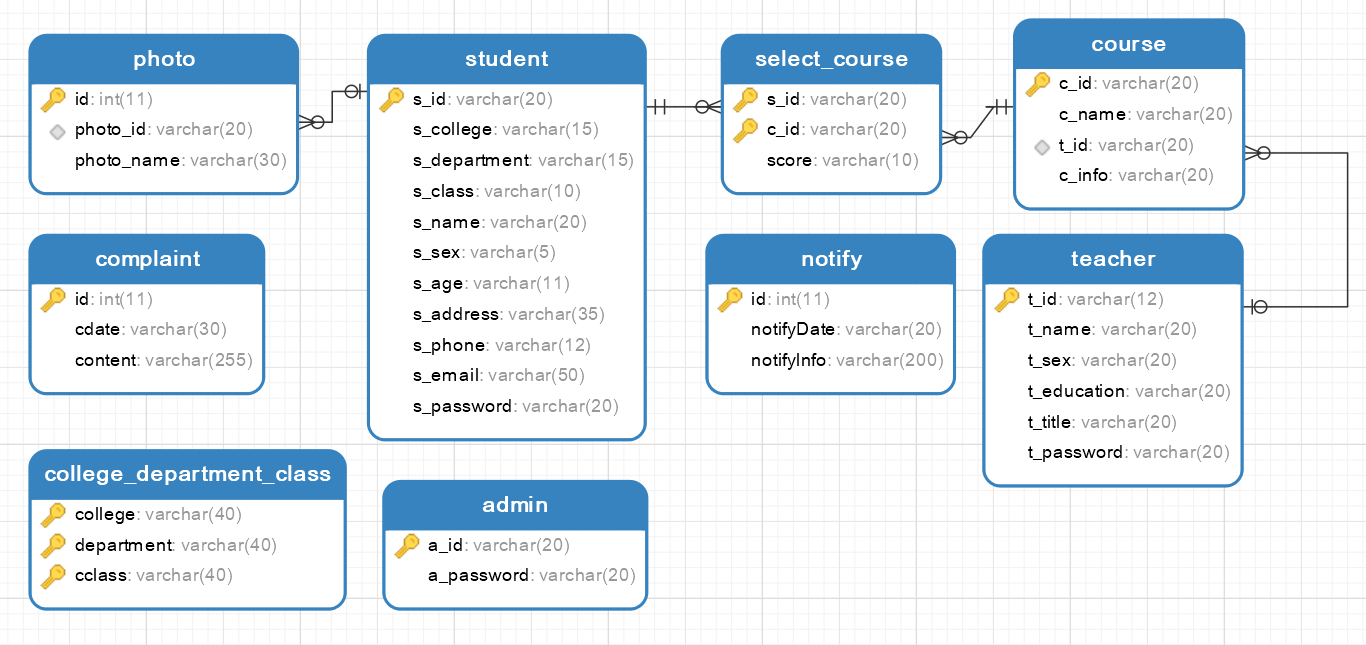 photo
id: int(11)
photo_id: varchar(20)
photo_name: varchar(30)
student
s_id: varchar(20)
s_college: varchar(15)
s_department: varchar(15)
s_class: varchar(10)
s_name: varchar(20)
s_sex: varchar(5)
s_age: varchar(11)
s_address: varchar(35)
s_phone: varchar(12)
s_email: varchar(50)
s_password: varchar(20)
select_course
s_id: varchar(20)
c_id: varchar(20)
score: varchar(10)
course
c_id: varchar(20)
c_name: varchar(20)
t_id: varchar(20)
c_info: varchar(20)
complaint
id: int(11)
cdate: varchar(30)
content: varchar(255)
notify
id: int(11)
notifyDate: varchar(20)
notifyInfo: varchar(200)
teacher
t_id: varchar(12)
t_name: varchar(20)
t_sex: varchar(20)
t_education: varchar(20)
t_title: varchar(20)
t_password: varchar(20)
college_department_class
college: varchar(40)
department: varchar(40)
cclass: varchar(40)
admin
a_id: varchar(20)
a_password: varchar(20)